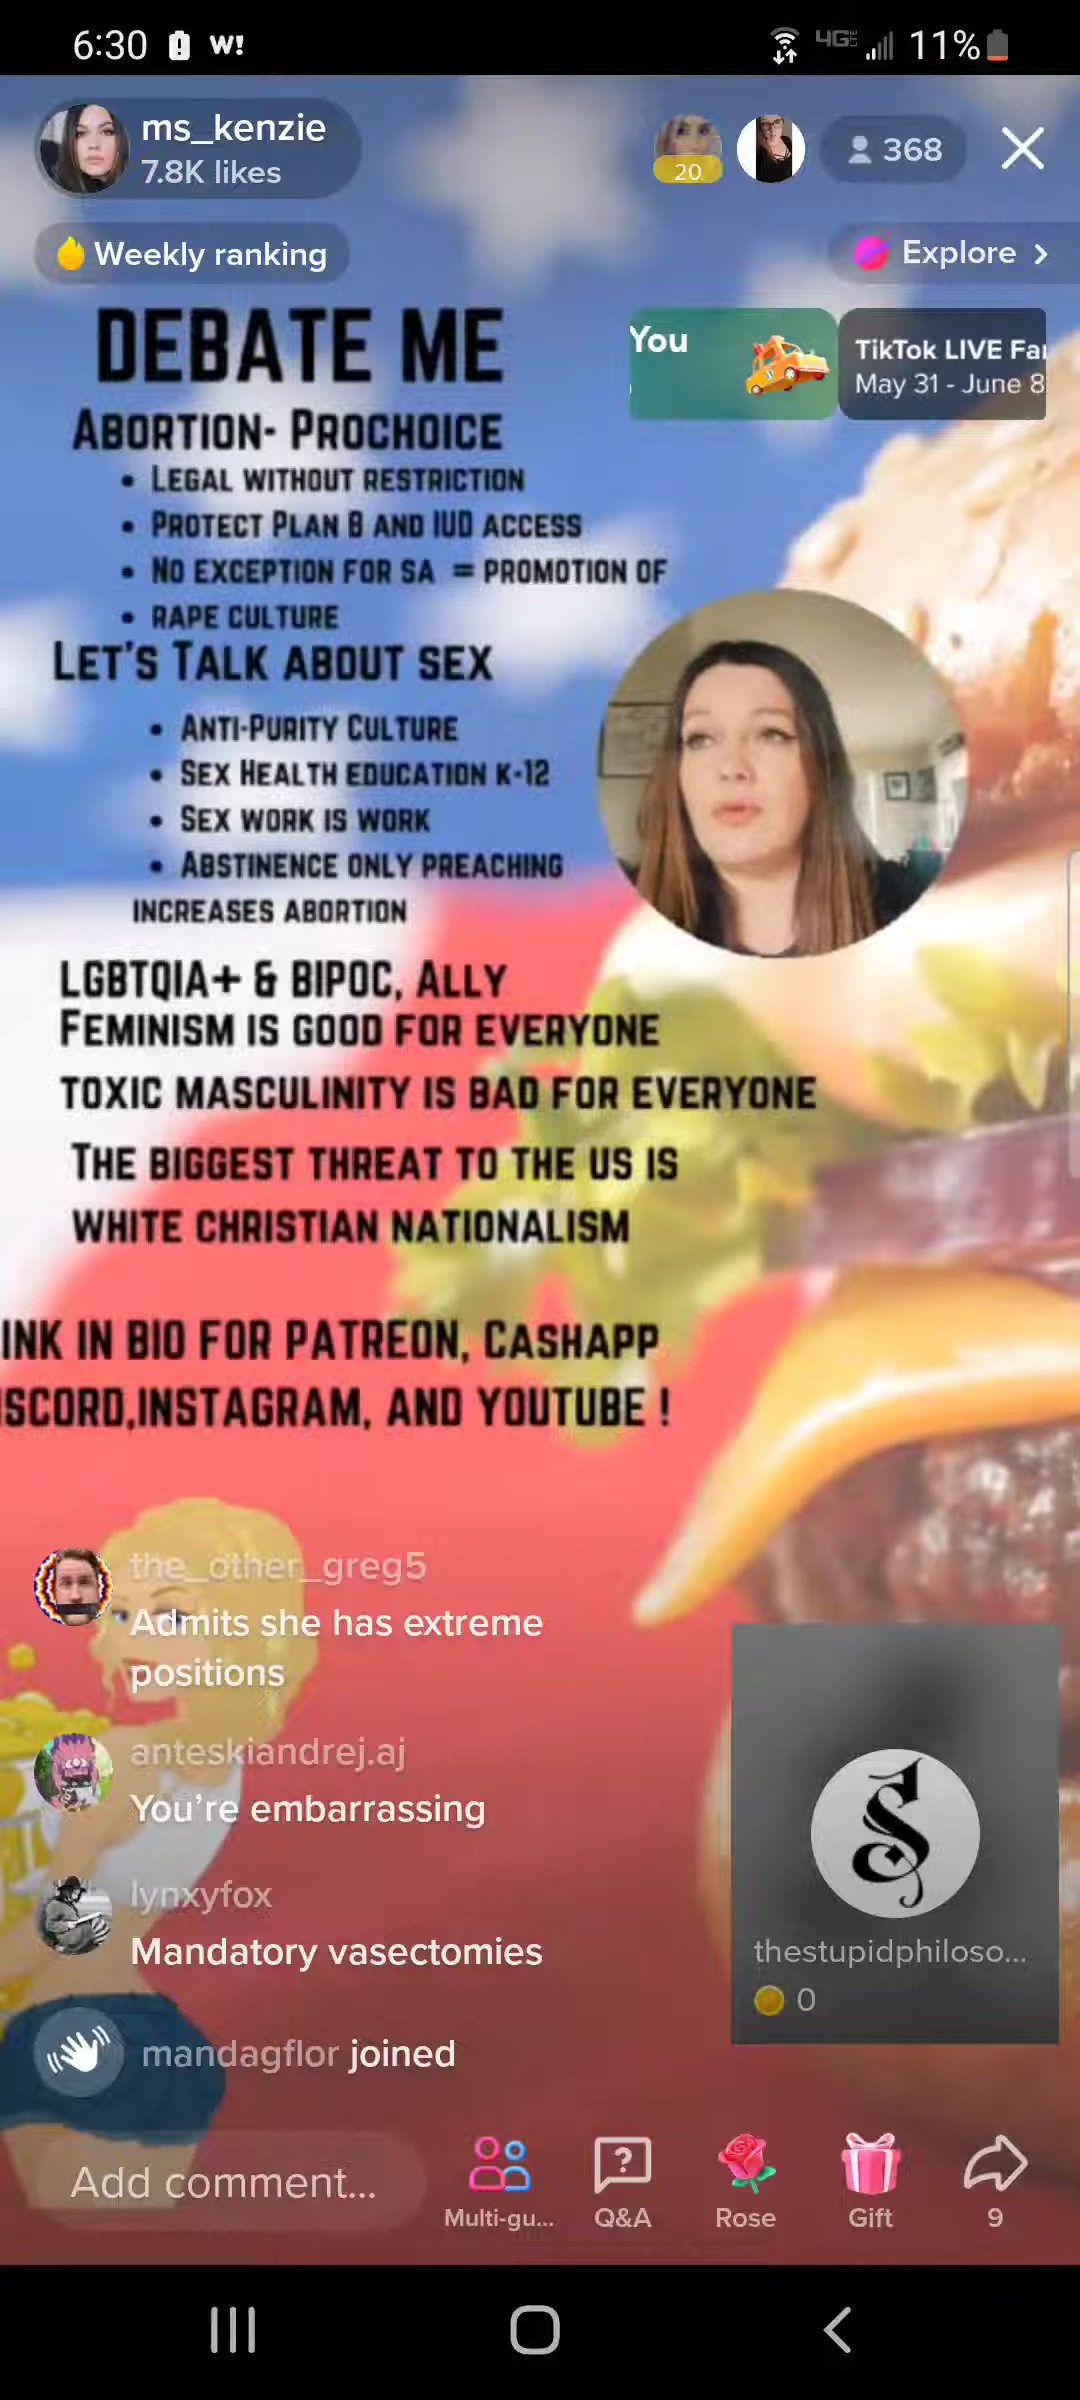 6:30 W! 4G 11%
ms_kenzie
7.8K likes
20
368
Weekly ranking
Explore
DEBATE ME
You
TikTok LIVE Fa
May 31 - June 8
ABORTION- PROCHOICE
• LEGAL WITHOUT RESTRICTION
• PROTECT PLAN B AND IUD ACCESS
• NO EXCEPTION FOR SA = PROMOTION OF
• RAPE CULTURE
LET'S TALK ABOUT SEX
• ANTI-PURITY CULTURE
• SEX HEALTH EDUCATION K-12
• SEX WORK IS WORK
• ABSTINENCE ONLY PREACHING
INCREASES ABORTION
LGBTQIA+ & BIPOC, ALLY
FEMINISM IS GOOD FOR EVERYONE
TOXIC MASCULINITY IS BAD FOR EVERYONE
THE BIGGEST THREAT TO THE US IS
WHITE CHRISTIAN NATIONALISM
INK IN BIO FOR PATREON, CASHAPP
ISCORD,INSTAGRAM, AND YOUTUBE !
the_other_greg5
Admits she has extreme
positions
anteskiandrej.aj
You're embarrassing
lynxyfox
Mandatory vasectomies
mandagflor joined
S
thestupidphiloso...
0
Add comment...
Multi-gu...
Q&A
Rose
Gift
9